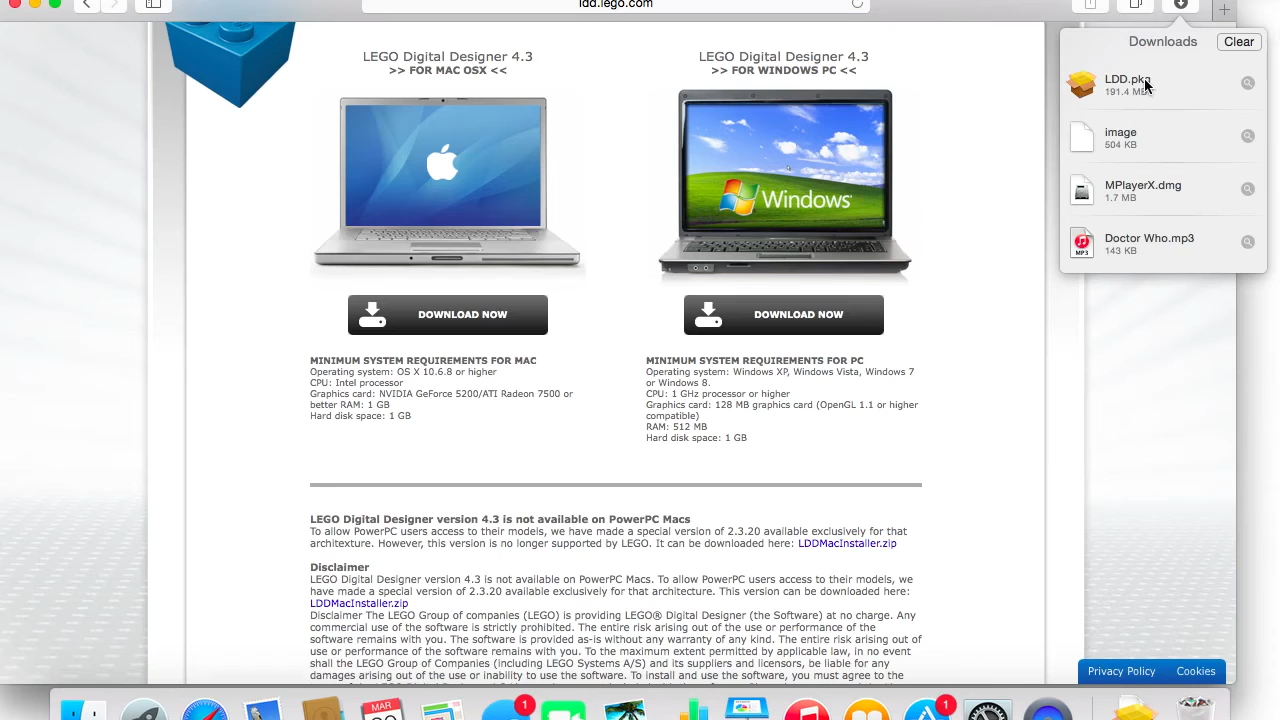 ldd.lego.com
Downloads
Clear
LDD.pkg
191.4 MB
image
504 KB
MPlayerX.dmg
1.7 MB
Doctor Who.mp3
143 KB
MP3
LEGO Digital Designer 4.3
>> FOR MAC OSX <<
DOWNLOAD NOW
MINIMUM SYSTEM REQUIREMENTS FOR MAC
Operating system: OS X 10.6.8 or higher
CPU: Intel processor
Graphics card: NVIDIA GeForce 5200/ATI Radeon 7500 or
better RAM: 1 GB
Hard disk space: 1 GB
LEGO Digital Designer 4.3
>> FOR WINDOWS PC <<
Windows
DOWNLOAD NOW
MINIMUM SYSTEM REQUIREMENTS FOR PC
Operating system: Windows XP, Windows Vista, Windows 7
or Windows 8.
CPU: 1 GHz processor or higher
Graphics card: 128 MB graphics card (OpenGL 1.1 or higher
compatible)
RAM: 512 MB
Hard disk space: 1 GB
LEGO Digital Designer version 4.3 is not available on PowerPC Macs
To allow PowerPC users access to their models, we have made a special version of 2.3.20 available exclusively for that
architexture. However, this version is no longer supported by LEGO. It can be downloaded here: LDDMacInstaller.zip
Disclaimer
LEGO Digital Designer version 4.3 is not available on PowerPC Macs. To allow PowerPC users access to their models, we
have made a special version of 2.3.20 available exclusively for that architecture. This version can be downloaded here:
LDDMacInstaller.zip
Disclaimer The LEGO Group of companies (LEGO) is providing LEGO® Digital Designer (the Software) at no charge. Any
commercial use of the software is strictly prohibited. The entire risk arising out of the use or performance of the
software remains with you. The software is provided as-is without any warranty of any kind. The entire risk arising out of
use or performance of the software remains with you. To the maximum extent permitted by applicable law, in no event
shall the LEGO Group of Companies (including LEGO Systems A/S) and its suppliers and licensors, be liable for any
damages arising out of the use or inability to use the software. To install and use the software, you must agree to the
Privacy Policy
Cookies
MAR
1
1